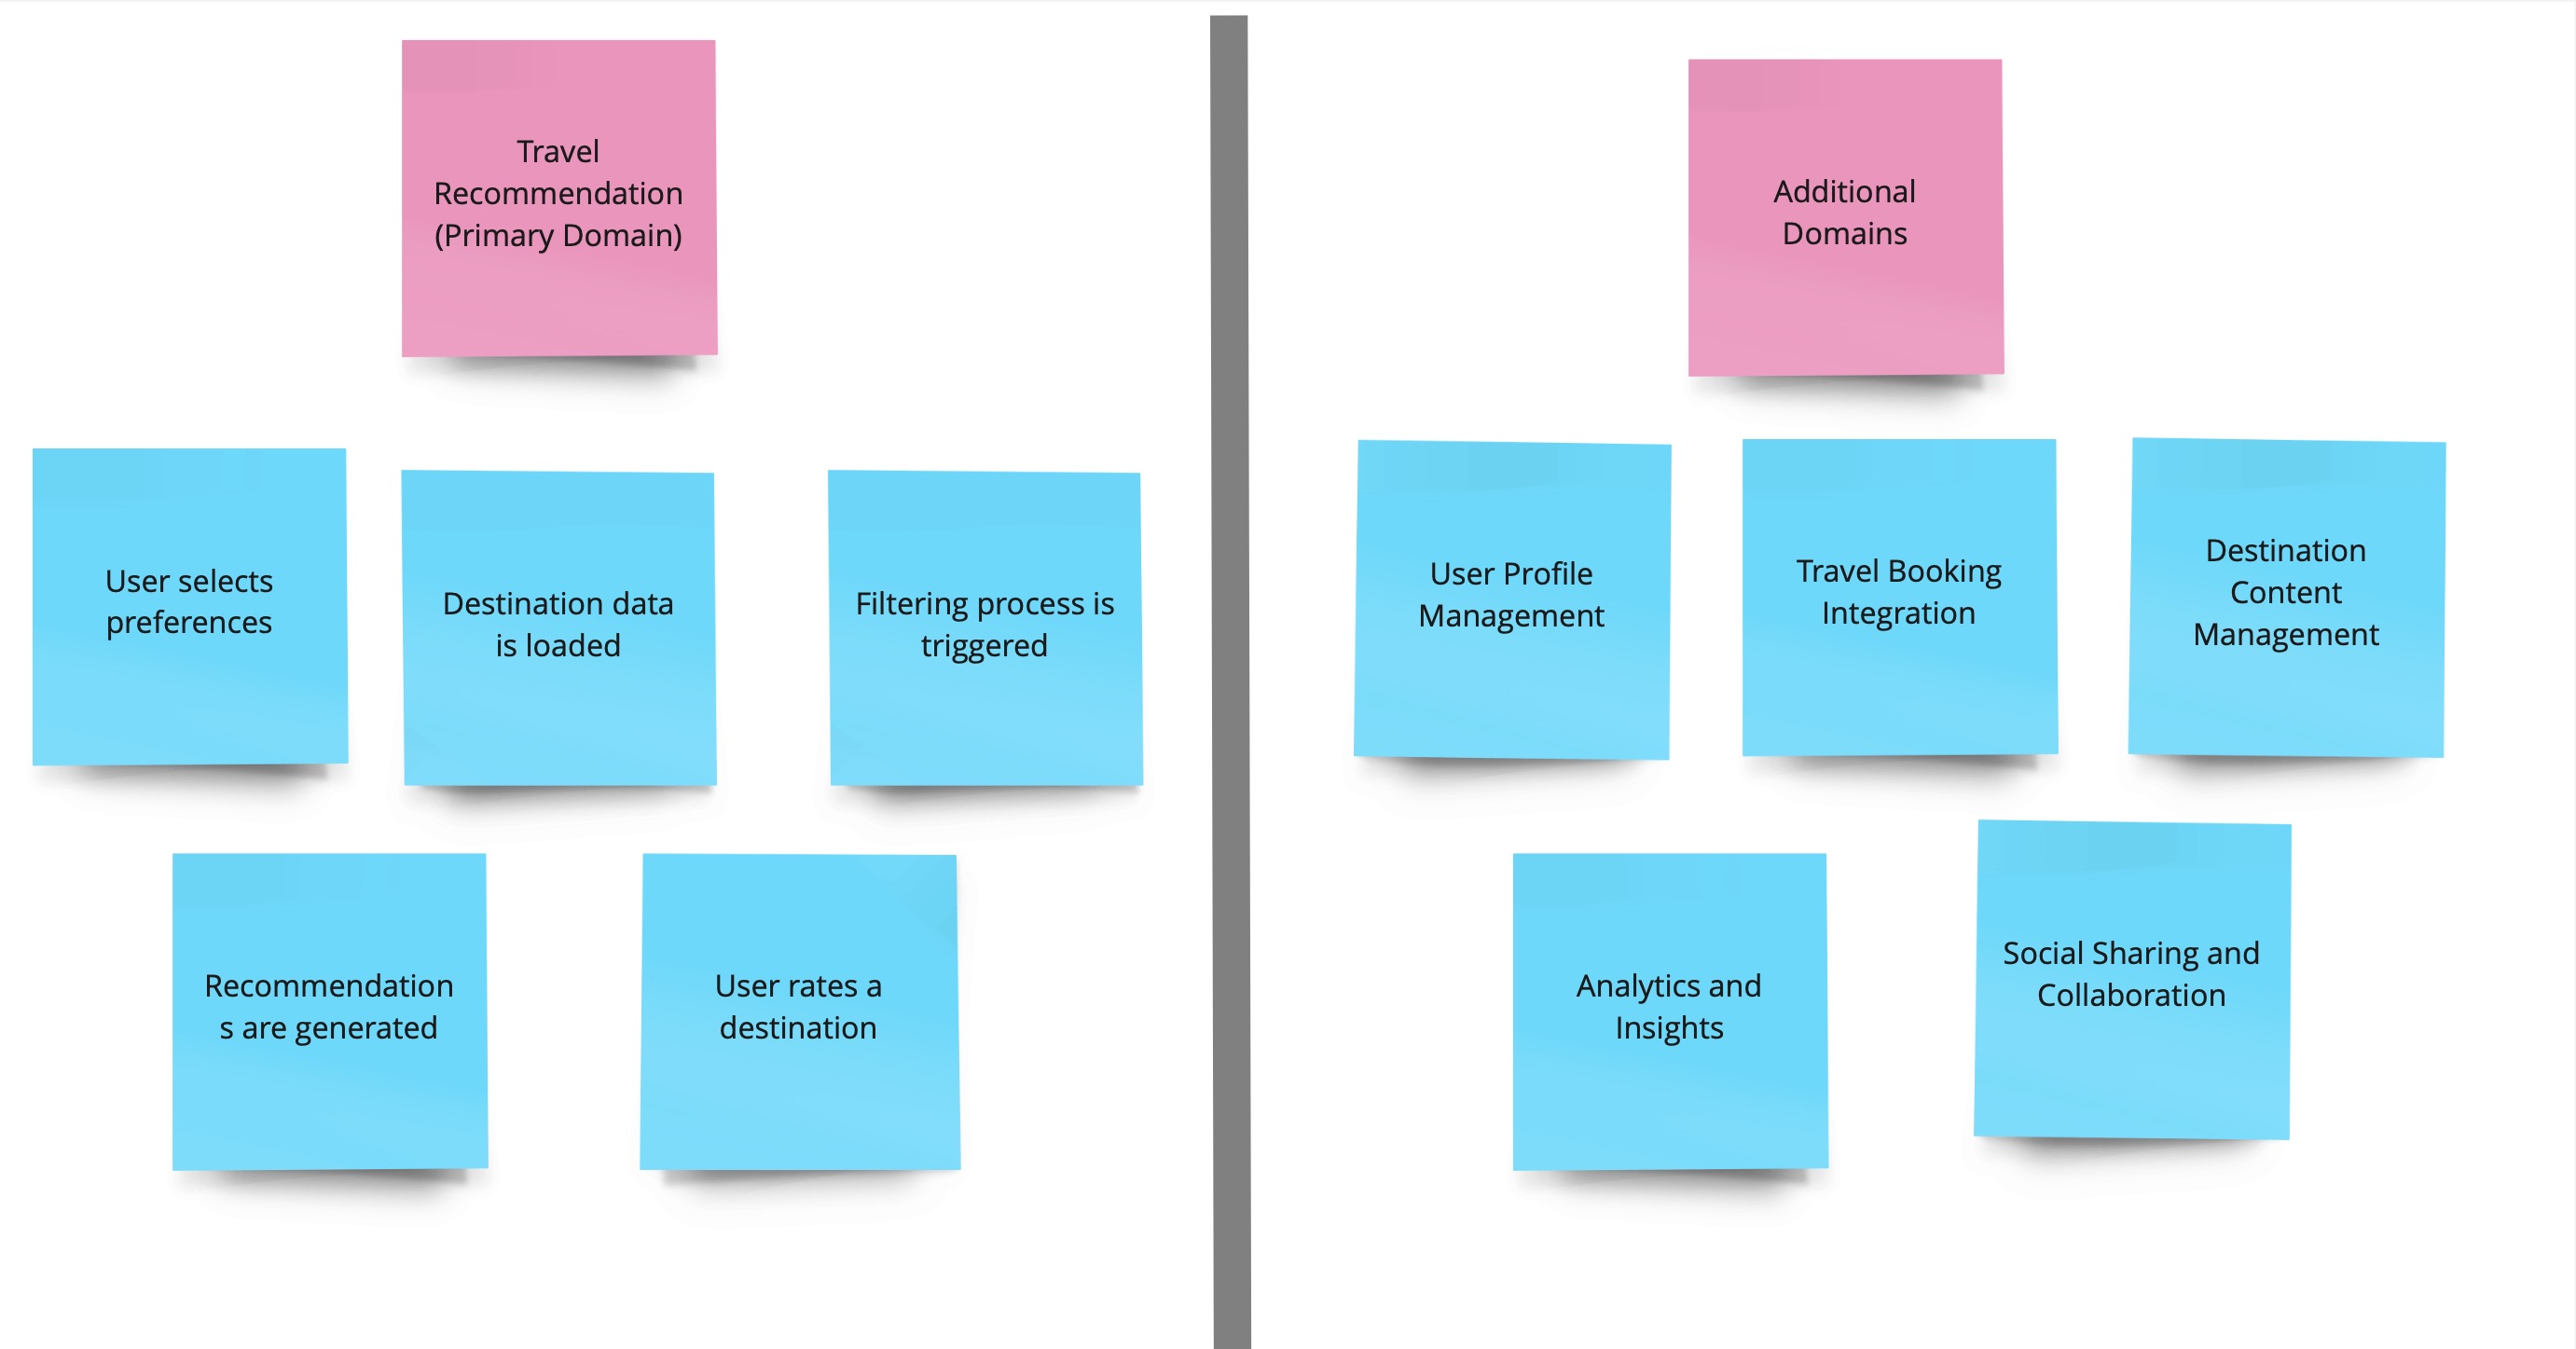 Travel
Recommendation
(Primary Domain)
User selects
preferences
Destination data
is loaded
Filtering process is
triggered
Recommendation
s are generated
User rates a
destination
Additional
Domains
User Profile
Management
Travel Booking
Integration
Destination
Content
Management
Analytics and
Insights
Social Sharing and
Collaboration